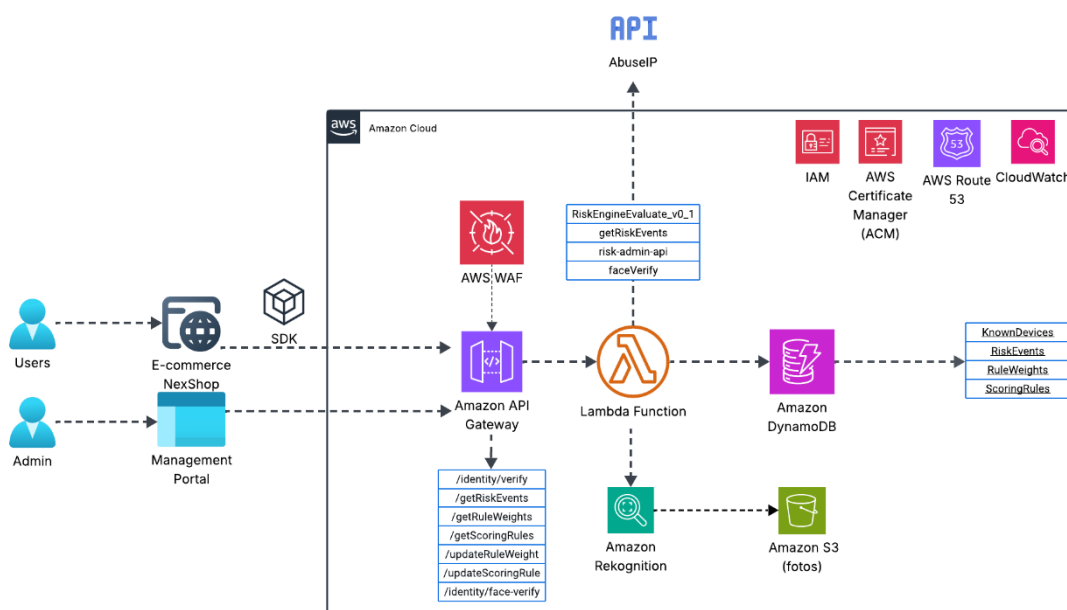 API
AbuseIP
aws
Amazon Cloud
IAM
AWS
Certificate
Manager
(ACM)
53
AWS Route
53
CloudWatch
RiskEngineEvaluate_v0_1
getRiskEvents
risk-admin-api
faceVerify
AWS WAF
SDK
Users
E-commerce
NexShop
Admin
Management
Portal
Amazon API
Gateway
Lambda Function
Amazon
DynamoDB
KnownDevices
RiskEvents
RuleWeights
ScoringRules
/identity/verify
/getRiskEvents
/getRuleWeights
/getScoringRules
/updateRuleWeight
/updateScoringRule
/identity/face-verify
Amazon
Rekognition
Amazon S3
(fotos)